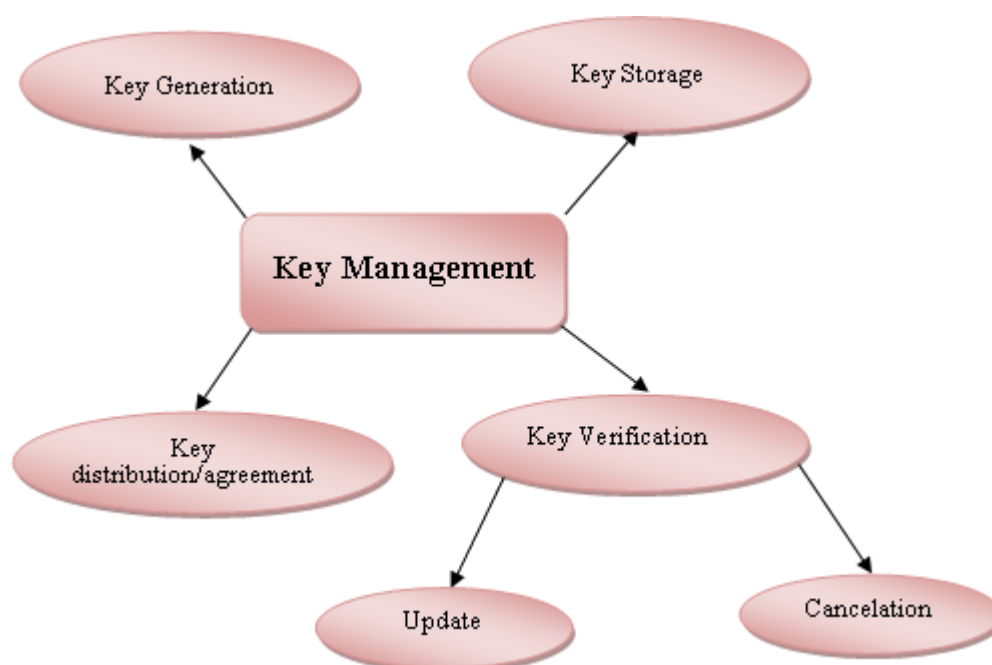 Key Generation
Key Storage
Key Management
Key
distribution/agreement
Key Verification
Update
Cancelation